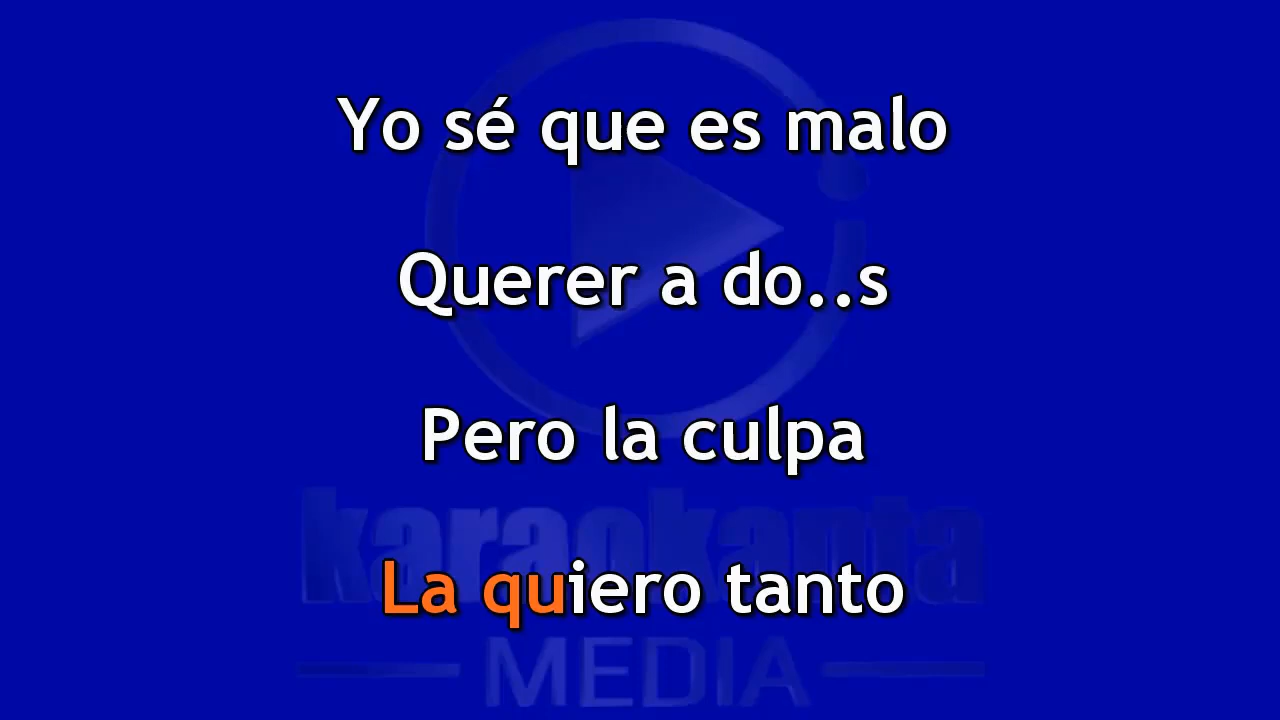 Yo sé que es malo
Querer a do..s
Pero la culpa
La quiero tanto
karaokanta
MEDIA